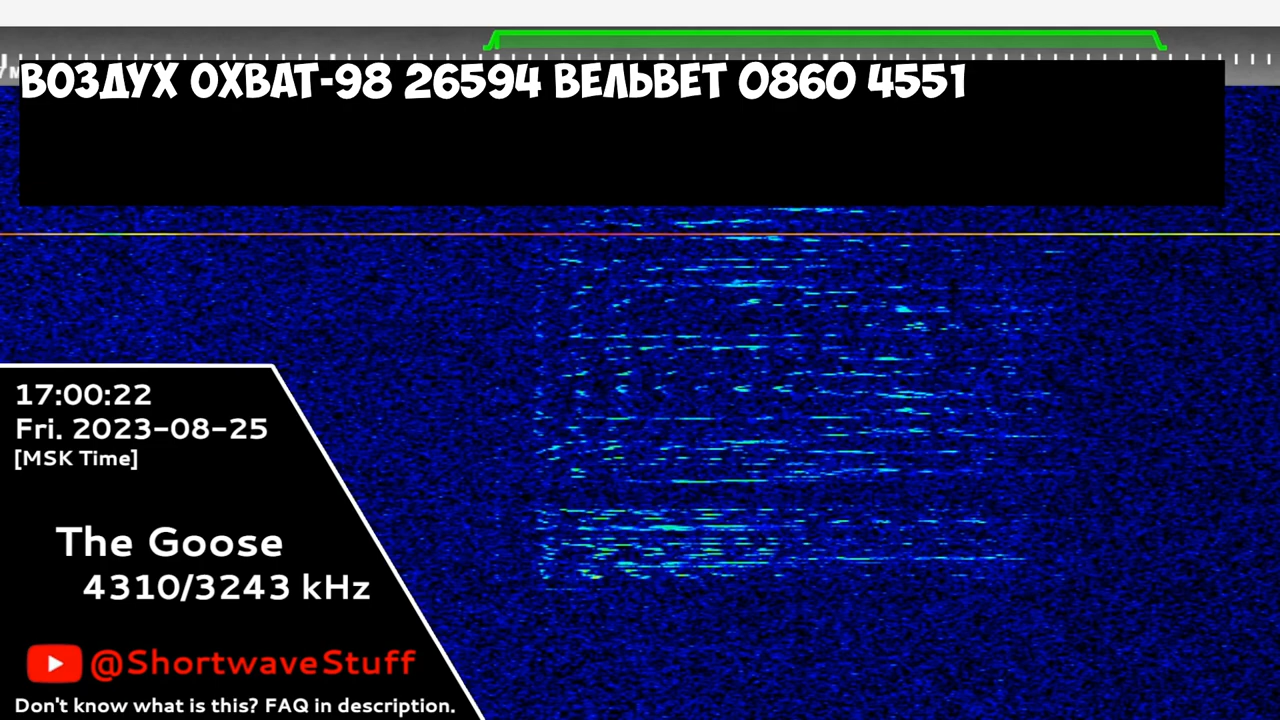 ВОЗДУХ ОХВАТ-98 26594 ВЕЛЬВЕТ 0860 4551
17:00:22
Fri. 2023-08-25
[MSK Time]
The Goose
4310/3243 kHz
@ShortwaveStuff
Don't know what is this? FAQ in description.